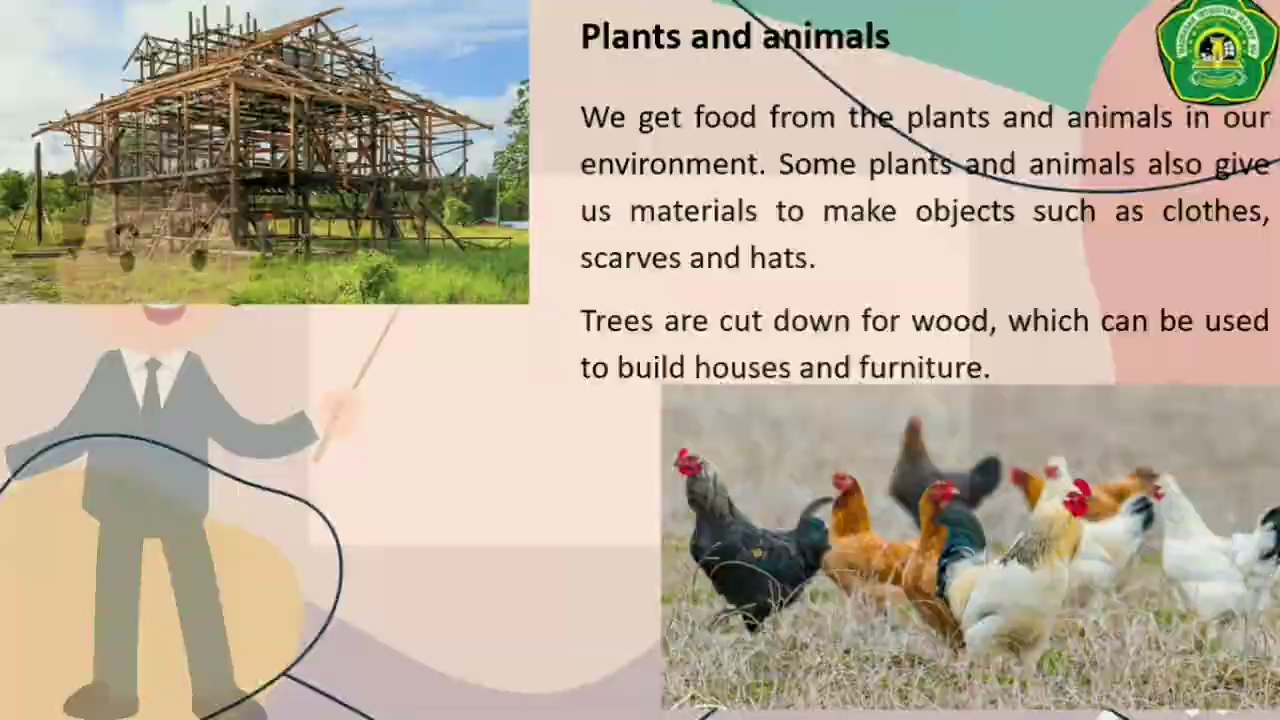 Plants and animals
We get food from the plants and animals in our
environment. Some plants and animals also give
us materials to make objects such as clothes,
scarves and hats.
Trees are cut down for wood, which can be used
to build houses and furniture.